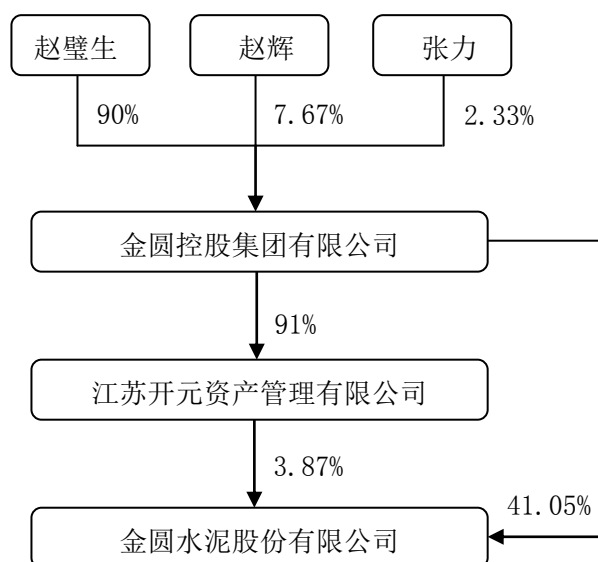 赵璧生
赵辉
张力
90%
7.67%
2.33%
金圆控股集团有限公司
91%
江苏开元资产管理有限公司
3.87%
41.05%
金圆水泥股份有限公司